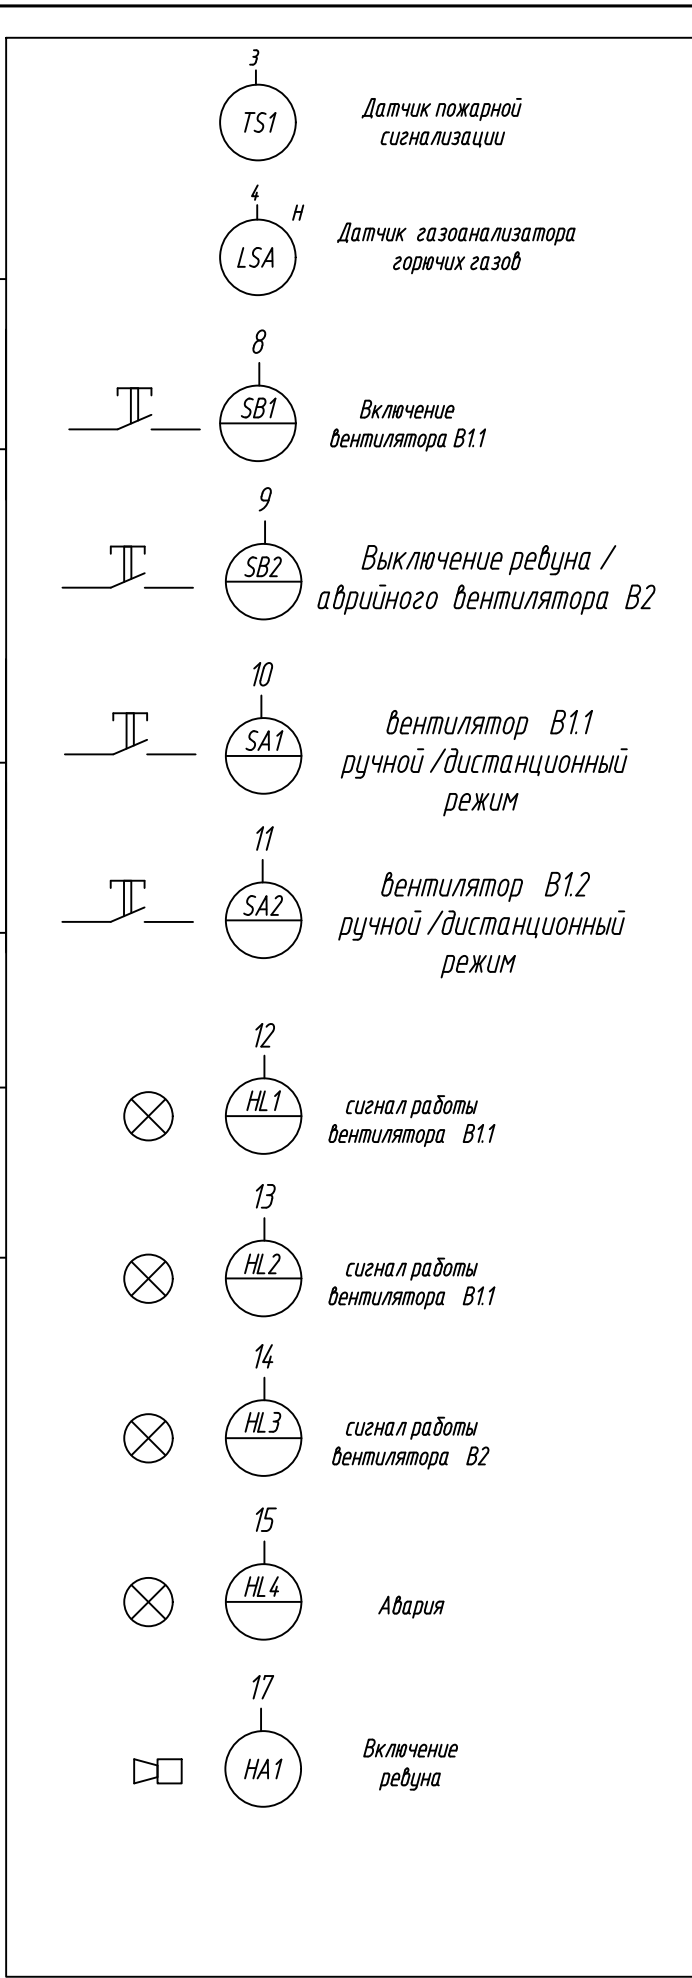 3
TS1
Датчик пожарной
сигнализации
4
H
LSA
Датчик газоанализатора
горючих газов
8
SB1
Включение
вентилятора В1.1
9
SB2
Выключение ревуна /
аврийного вентилятора В2
10
SA1
вентилятор В1.1
ручной /дистанционный
режим
11
SA2
вентилятор В1.2
ручной /дистанционный
режим
12
HL1
сигнал работы
вентилятора В1.1
13
HL2
сигнал работы
вентилятора В1.1
14
HL3
сигнал работы
вентилятора В2
15
HL4
Авария
17
HA1
Включение
ревуна